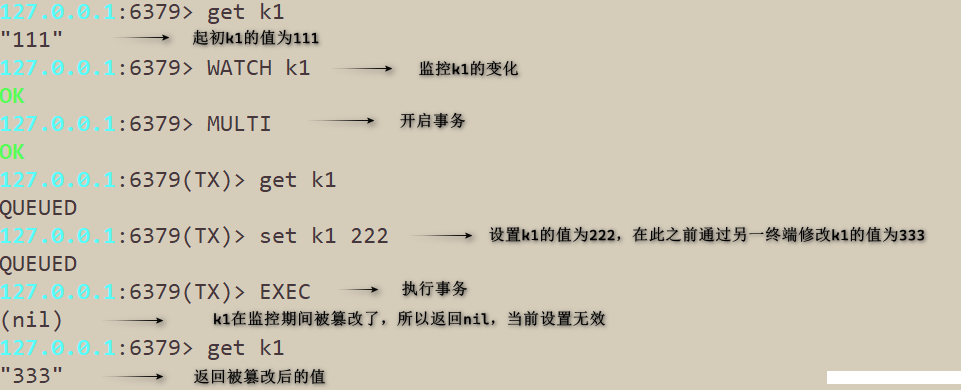 127.0.0.1:6379> get k1
"111" 起初k1的值为111
127.0.0.1:6379> WATCH k1 监控k1的变化
OK
127.0.0.1:6379> MULTI 开启事务
OK
127.0.0.1:6379(TX)> get k1
QUEUED
127.0.0.1:6379(TX)> set k1 222 设置k1的值为222，在此之前通过另一终端修改k1的值为333
QUEUED
127.0.0.1:6379(TX)> EXEC 执行事务
(nil) k1在监控期间被篡改了，所以返回nil，当前设置无效
127.0.0.1:6379> get k1
"333" 返回被篡改后的值